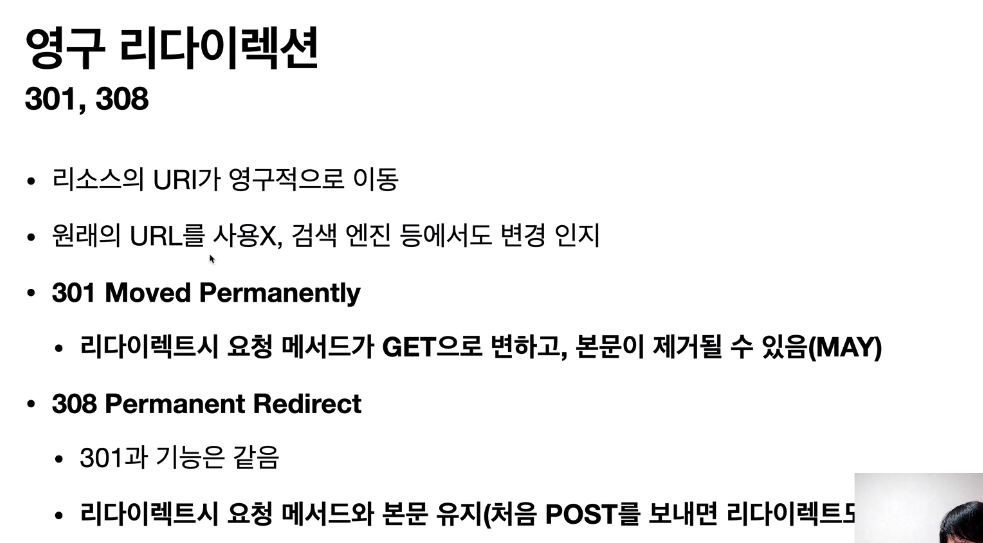 영구 리다이렉션
301, 308
• 리소스의 URI가 영구적으로 이동
• 원래의 URL를 사용X, 검색 엔진 등에서도 변경 인지
• 301 Moved Permanently
• 리다이렉트시 요청 메서드가 GET으로 변하고, 본문이 제거될 수 있음(MAY)
• 308 Permanent Redirect
• 301과 기능은 같음
• 리다이렉트시 요청 메서드와 본문 유지(처음 POST를 보내면 리다이렉트도